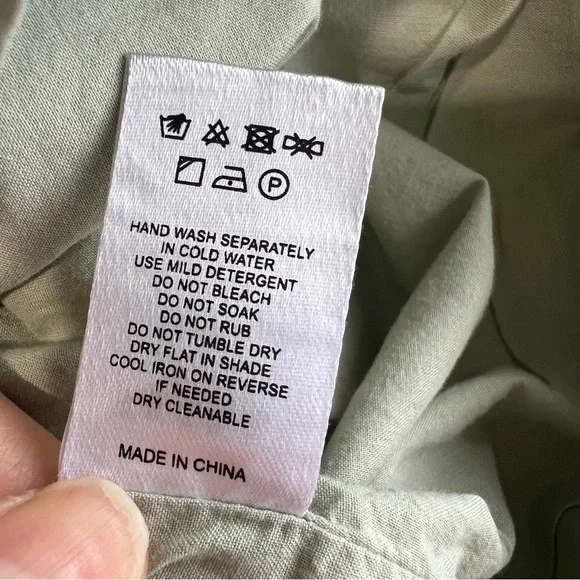 P
HAND WASH SEPARATELY
IN COLD WATER
USE MILD DETERGENT
DO NOT BLEACH
DO NOT SOAK
DO NOT RUB
DO NOT TUMBLE DRY
DRY FLAT IN SHADE
COOL IRON ON REVERSE
IF NEEDED
DRY CLEANABLE
MADE IN CHINA